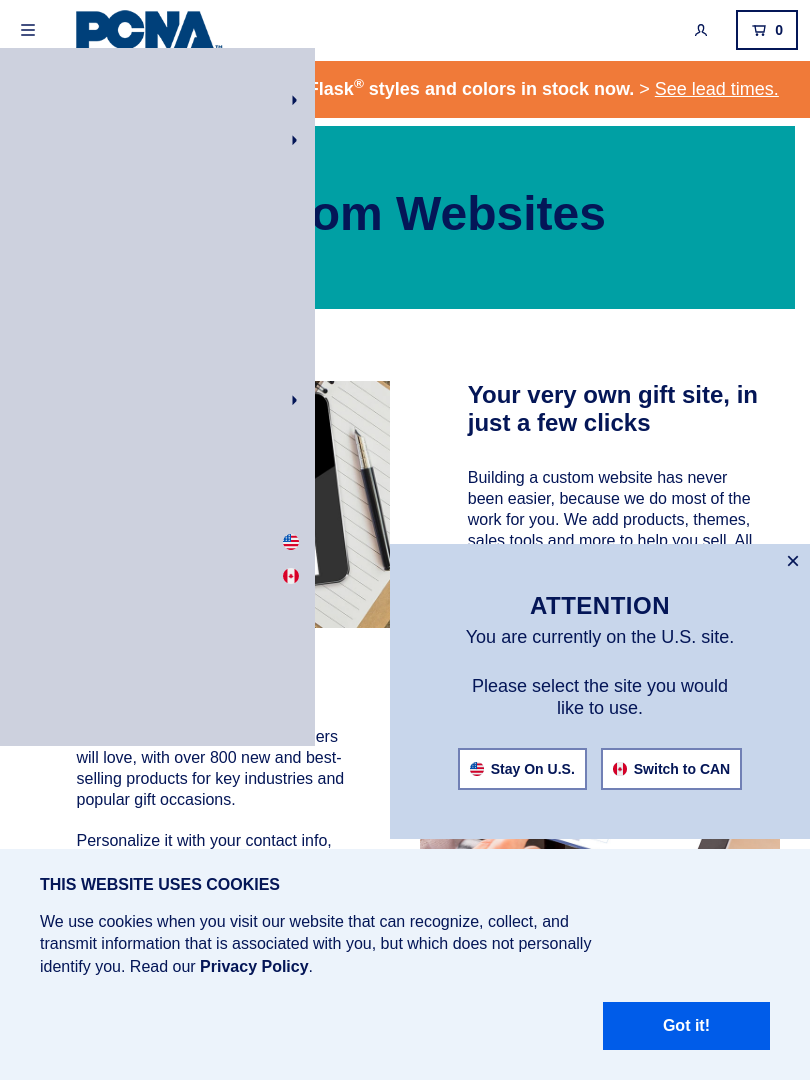 PCNA™
0
Flask® styles and colors in stock now. > See lead times.
om Websites
Your very own gift site, in
just a few clicks
Building a custom website has never
been easier, because we do most of the
work for you. We add products, themes,
sales tools and more to help you sell. All
×
ATTENTION
You are currently on the U.S. site.
Please select the site you would
like to use.
Stay On U.S.
Switch to CAN
ers
will love, with over 800 new and best-
selling products for key industries and
popular gift occasions.
Personalize it with your contact info,
THIS WEBSITE USES COOKIES
We use cookies when you visit our website that can recognize, collect, and
transmit information that is associated with you, but which does not personally
identify you. Read our Privacy Policy.
Got it!